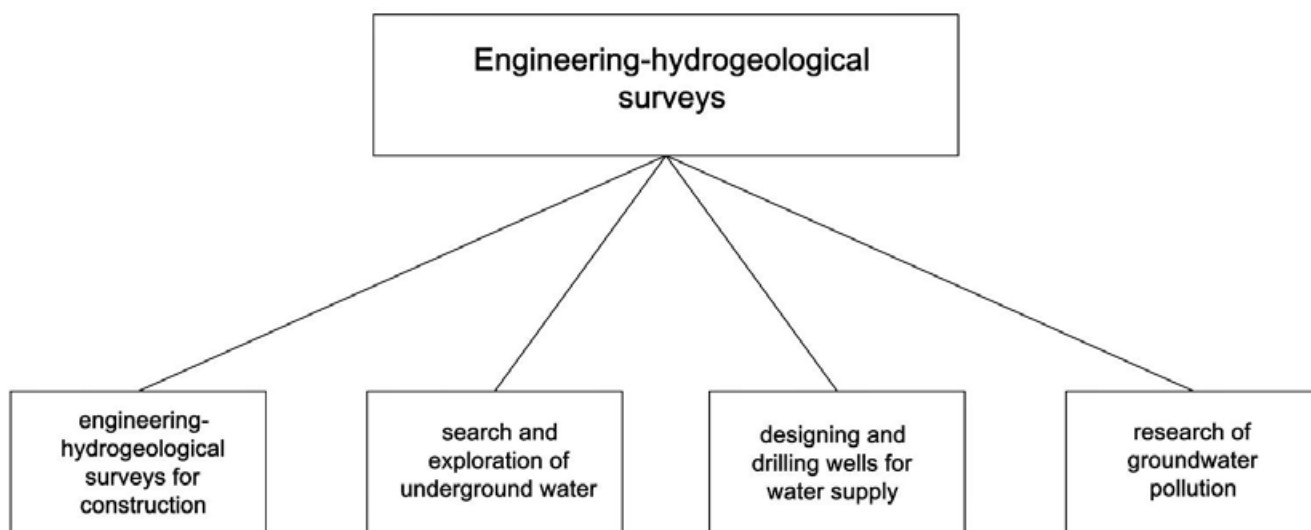 Engineering-hydrogeological
surveys
engineering-
hydrogeological
surveys for
construction
search and
exploration of
underground water
designing and
drilling wells for
water supply
research of
groundwater
pollution